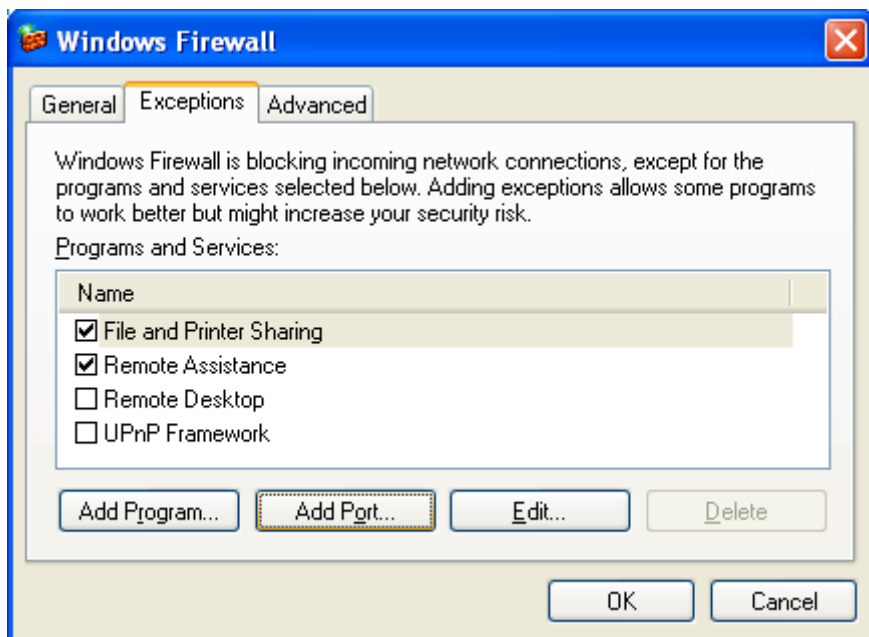 Windows Firewall
General Exceptions Advanced
Windows Firewall is blocking incoming network connections, except for the
programs and services selected below. Adding exceptions allows some programs
to work better but might increase your security risk.
Programs and Services:
Name
File and Printer Sharing
Remote Assistance
Remote Desktop
UPnP Framework
Add Program... Add Port... Edit... Delete
OK Cancel